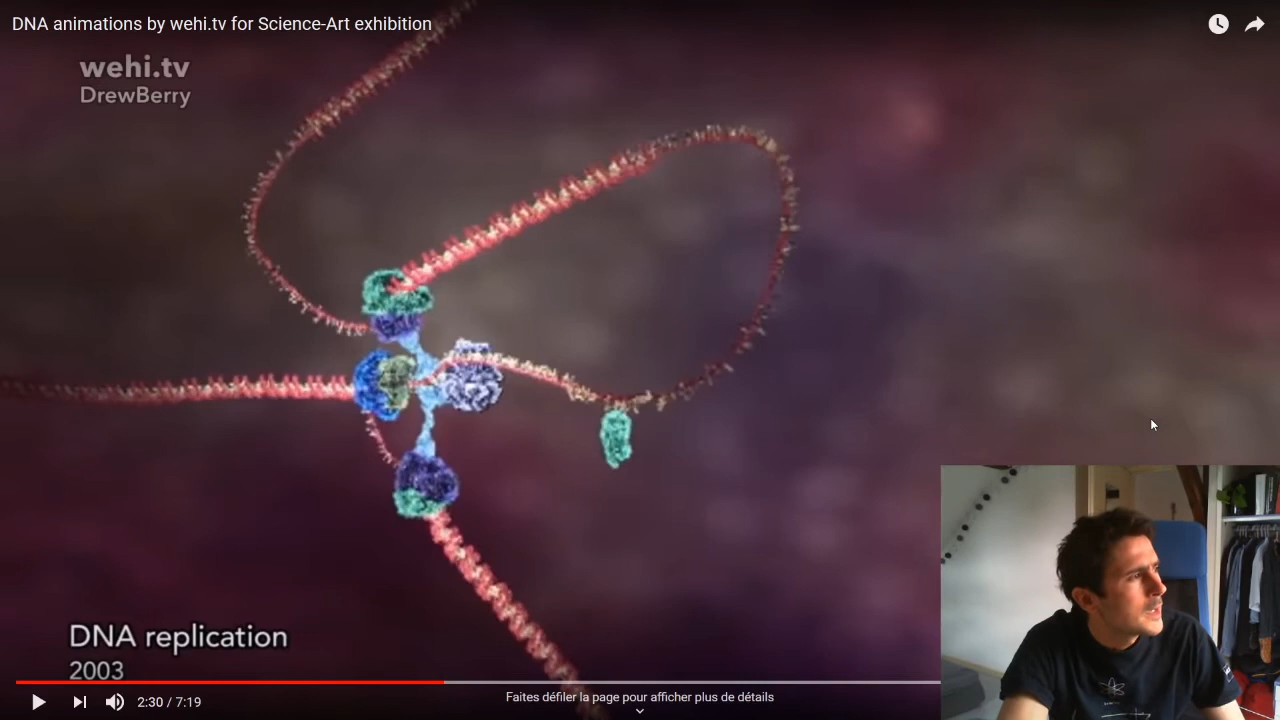 DNA animations by wehi.tv for Science-Art exhibition
wehi.tv
DrewBerry
DNA replication
2003
2:30 / 7:19
Faites défiler la page pour afficher plus de détails